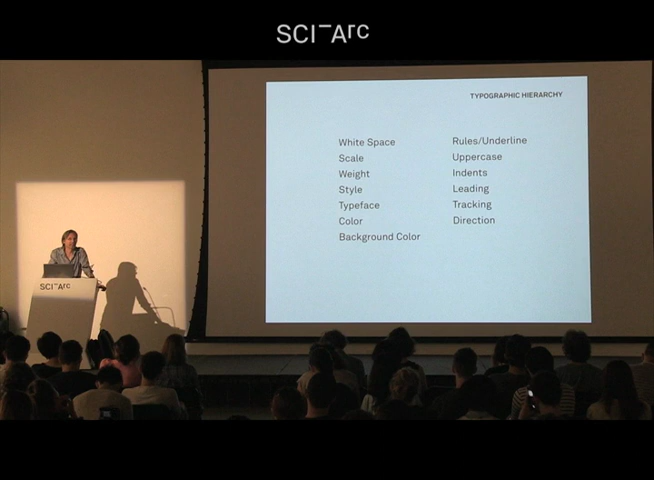 SCI-Arc
TYPOGRAPHIC HIERARCHY
White Space
Scale
Weight
Style
Typeface
Color
Background Color
Rules/Underline
Uppercase
Indents
Leading
Tracking
Direction
SCI-Arc